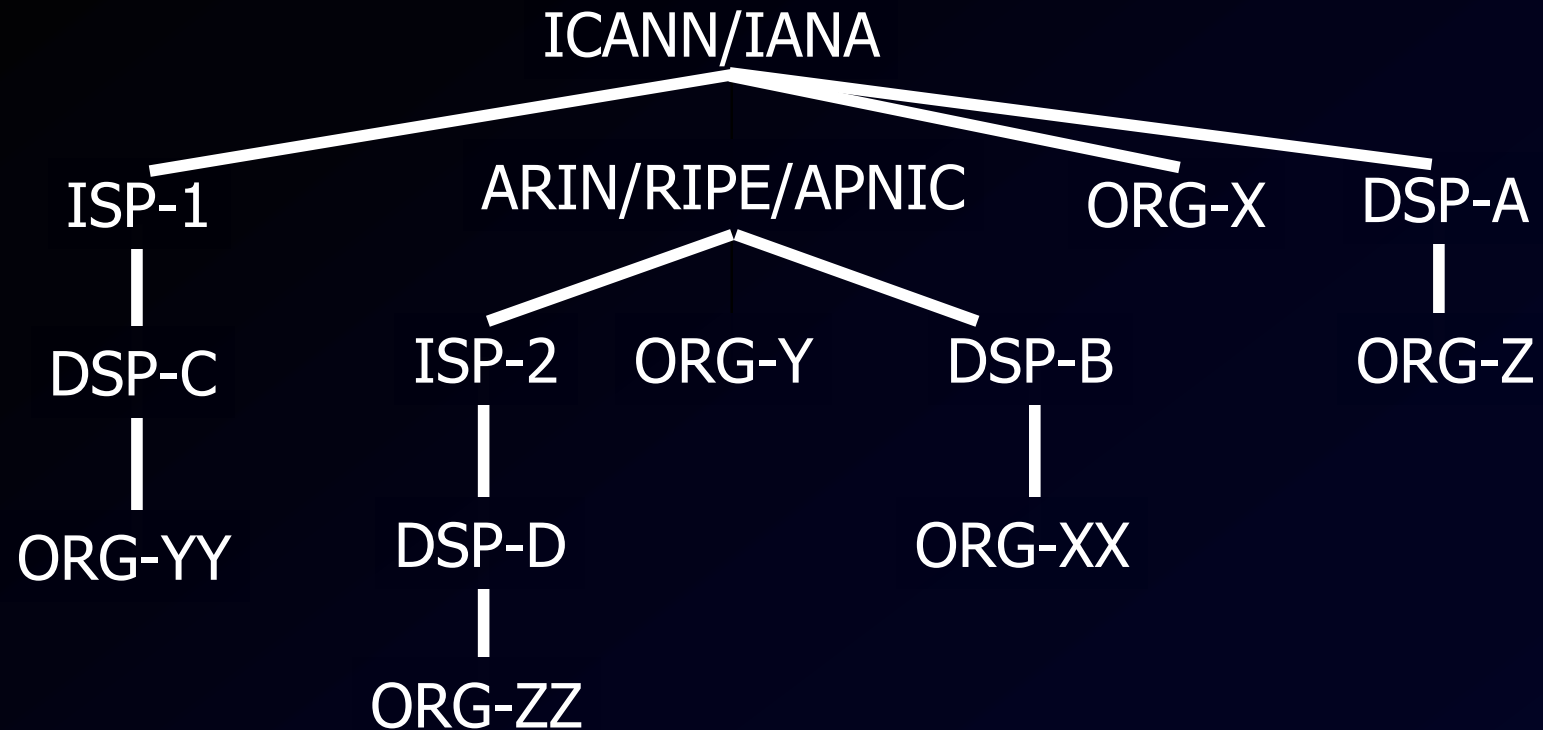 ICANN/IANA
ISP-1 ARIN/RIPE/APNIC ORG-X DSP-A
DSP-C ISP-2 ORG-Y DSP-B ORG-Z
ORG-YY DSP-D ORG-XX
ORG-ZZ